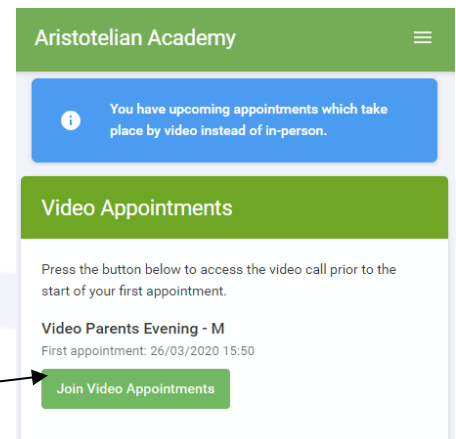 Aristotelian Academy
You have upcoming appointments which take
place by video instead of in-person.
Video Appointments
Press the button below to access the video call prior to the
start of your first appointment.
Video Parents Evening - M
First appointment: 26/03/2020 15:50
Join Video Appointments